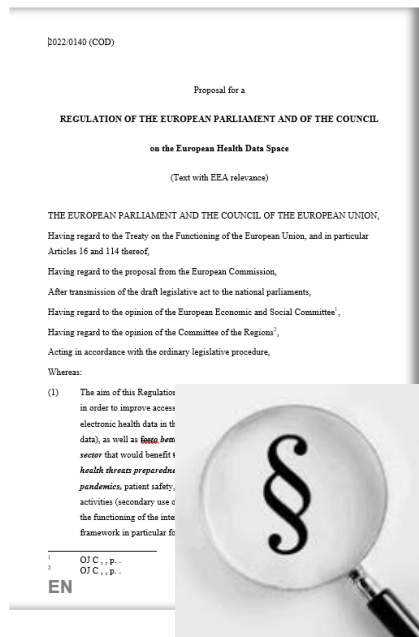 2022/0140 (COD)
Proposal for a
REGULATION OF THE EUROPEAN PARLIAMENT AND OF THE COUNCIL
on the European Health Data Space
(Text with EEA relevance)
THE EUROPEAN PARLIAMENT AND THE COUNCIL OF THE EUROPEAN UNION,
Having regard to the Treaty on the Functioning of the European Union, and in particular
Articles 16 and 114 thereof,
Having regard to the proposal from the European Commission,
After transmission of the draft legislative act to the national parliaments,
Having regard to the opinion of the European Economic and Social Committee¹,
Having regard to the opinion of the Committee of the Regions²,
Acting in accordance with the ordinary legislative procedure,
Whereas:
(1) The aim of this Regulation
in order to improve access
electronic health data in th
data), as well as bett
sector that would benefit
health threats preparedne
pandemics, patient safety,
activities (secondary use o
the functioning of the inte
framework in particular fo
§
¹ OJ C , , p. .
² OJ C , , p. .
EN